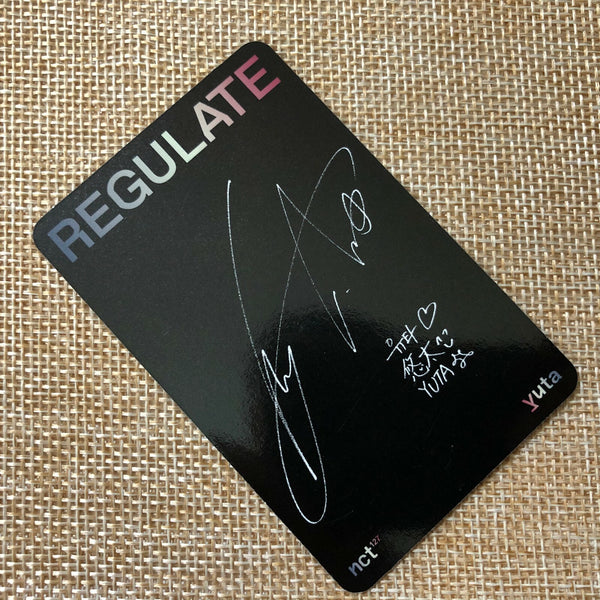 REGULATE
유타♡
悠太
YUTA☆
yuta
nct127